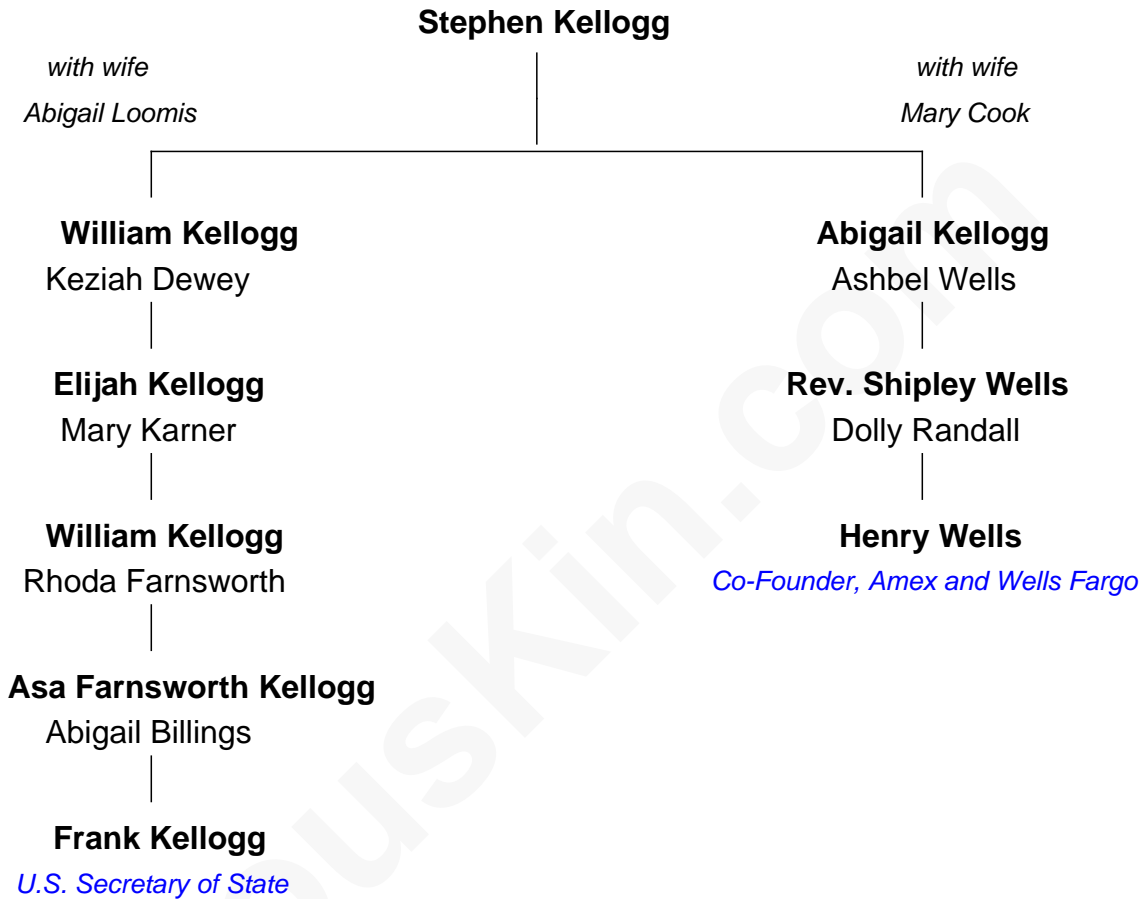 Stephen Kellogg
with wife
Abigail Loomis
with wife
Mary Cook
William Kellogg
Keziah Dewey
Abigail Kellogg
Ashbel Wells
Elijah Kellogg
Mary Karner
Rev. Shipley Wells
Dolly Randall
William Kellogg
Rhoda Farnsworth
Henry Wells
Co-Founder, Amex and Wells Fargo
Asa Farnsworth Kellogg
Abigail Billings
Frank Kellogg
U.S. Secretary of State
ousKin.com